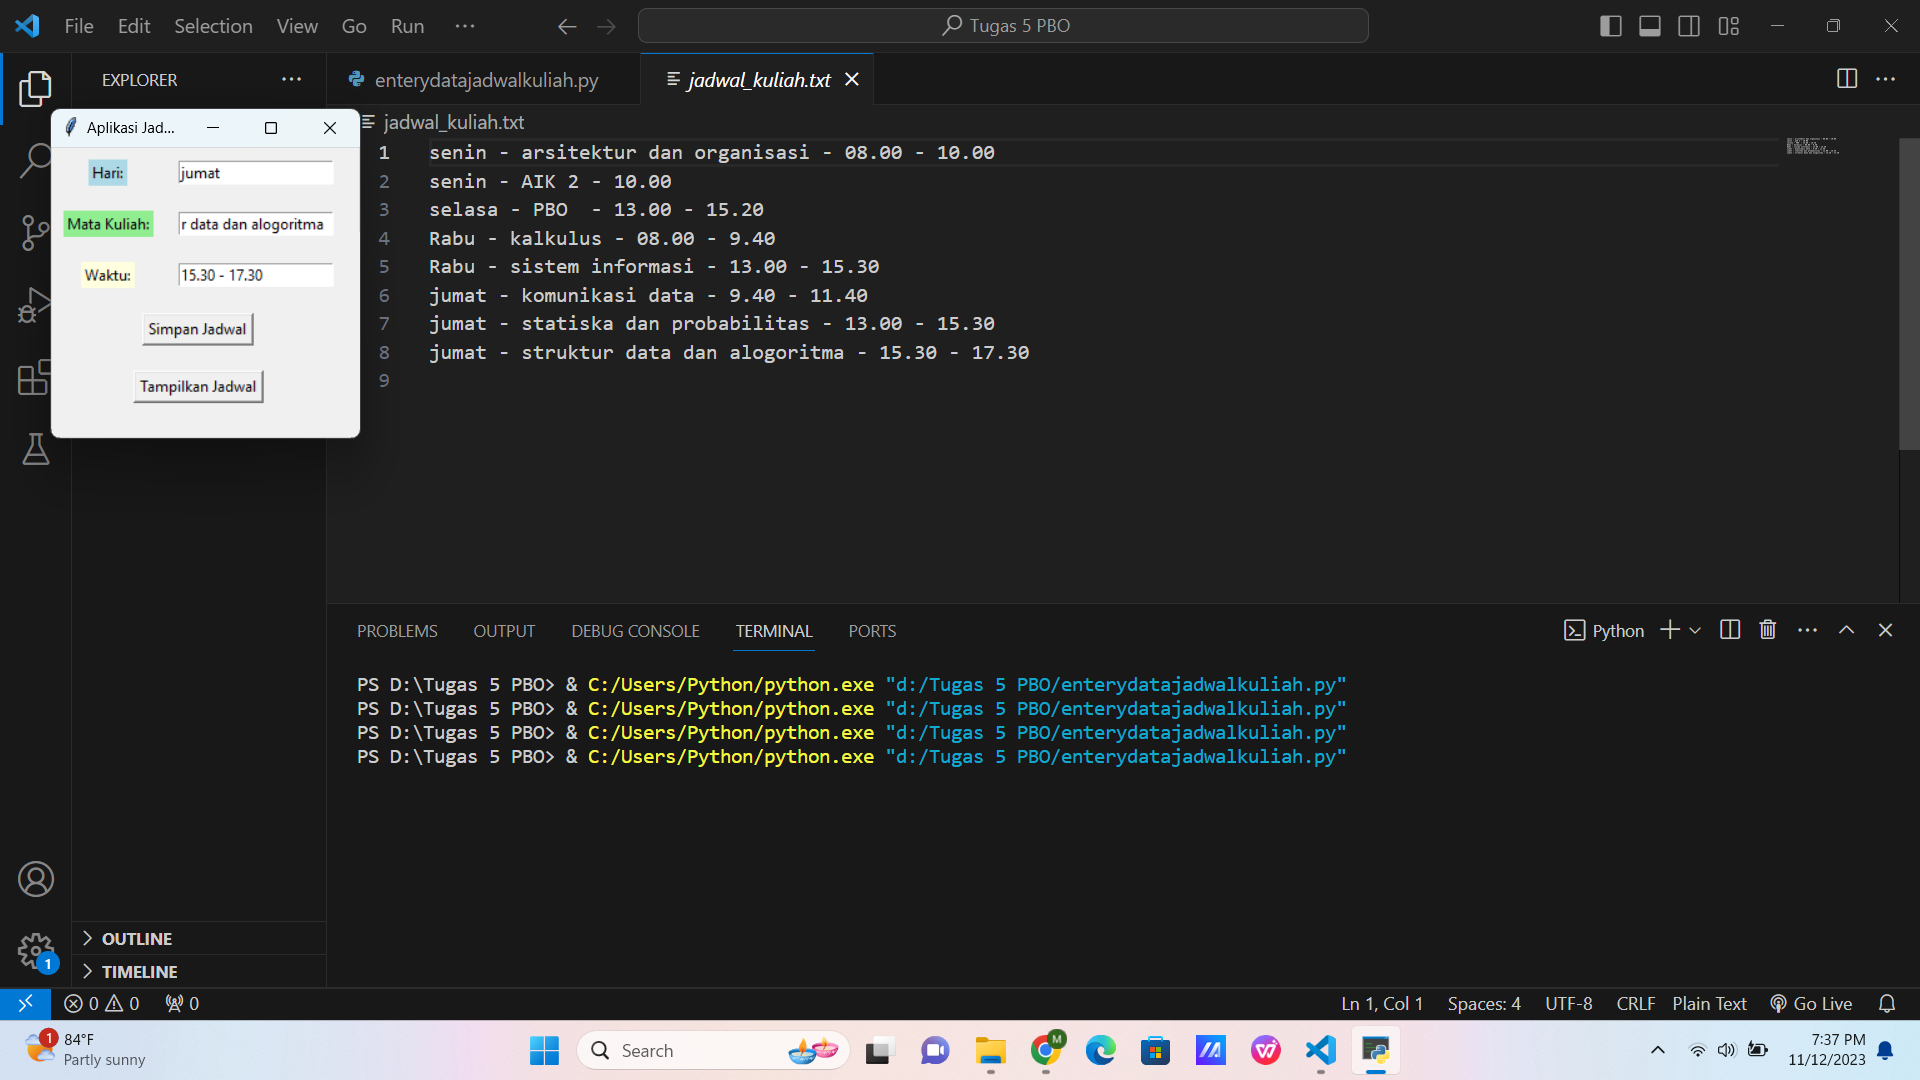 File Edit Selection View Go Run ···
Tugas 5 PBO
EXPLORER
enterydatajadwalkuliah.py
jadwal_kuliah.txt
jadwal_kuliah.txt
Aplikasi Jad...
Hari: jumat
Mata Kuliah: r data dan alogoritma
Waktu: 15.30 - 17.30
Simpan Jadwal
Tampilkan Jadwal
1 senin - arsitektur dan organisasi - 08.00 - 10.00
2 senin - AIK 2 - 10.00
3 selasa - PBO  - 13.00 - 15.20
4 Rabu - kalkulus - 08.00 - 9.40
5 Rabu - sistem informasi - 13.00 - 15.30
6 jumat - komunikasi data - 9.40 - 11.40
7 jumat - statiska dan probabilitas - 13.00 - 15.30
8 jumat - struktur data dan alogoritma - 15.30 - 17.30
9
PROBLEMS OUTPUT DEBUG CONSOLE TERMINAL PORTS
Python
PS D:\Tugas 5 PBO> & C:/Users/Python/python.exe "d:/Tugas 5 PBO/enterydatajadwalkuliah.py"
PS D:\Tugas 5 PBO> & C:/Users/Python/python.exe "d:/Tugas 5 PBO/enterydatajadwalkuliah.py"
PS D:\Tugas 5 PBO> & C:/Users/Python/python.exe "d:/Tugas 5 PBO/enterydatajadwalkuliah.py"
PS D:\Tugas 5 PBO> & C:/Users/Python/python.exe "d:/Tugas 5 PBO/enterydatajadwalkuliah.py"
OUTLINE
TIMELINE
1
0 0 0
Ln 1, Col 1 Spaces: 4 UTF-8 CRLF Plain Text Go Live
1
84°F
Partly sunny
Search
M
7:37 PM
11/12/2023